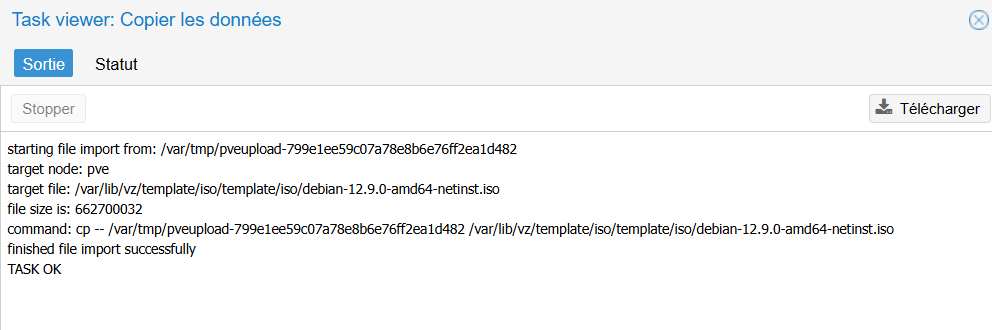 Task viewer: Copier les données
Sortie
Statut
Stopper
Télécharger
starting file import from: /var/tmp/pveupload-799e1ee59c07a78e8b6e76ff2ea1d482
target node: pve
target file: /var/lib/vz/template/iso/template/iso/debian-12.9.0-amd64-netinst.iso
file size is: 662700032
command: cp -- /var/tmp/pveupload-799e1ee59c07a78e8b6e76ff2ea1d482 /var/lib/vz/template/iso/template/iso/debian-12.9.0-amd64-netinst.iso
finished file import successfully
TASK OK